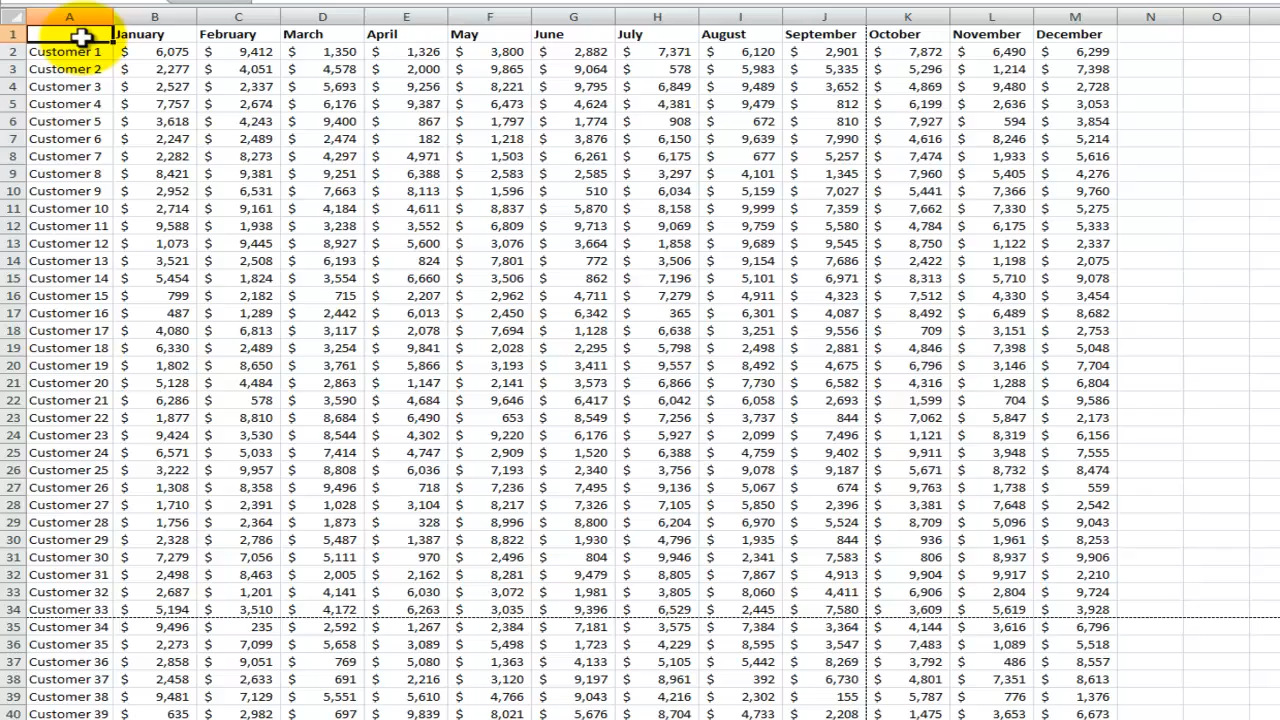 A B C D E F G H I J K L M N O
1 January February March April May June July August September October November December
2 Customer 1 $ 6,075 $ 9,412 $ 1,350 $ 1,326 $ 3,801 $ 2,882 $ 7,371 $ 6,120 $ 2,901 $ 7,872 $ 6,490 $ 6,299
3 Customer 2 $ 2,277 $ 4,051 $ 4,578 $ 2,000 $ 9,865 $ 9,064 $ 578 $ 5,983 $ 5,335 $ 5,296 $ 1,214 $ 7,398
4 Customer 3 $ 2,527 $ 2,337 $ 5,693 $ 9,256 $ 8,221 $ 9,795 $ 6,849 $ 9,489 $ 3,652 $ 4,869 $ 9,480 $ 2,728
5 Customer 4 $ 7,757 $ 2,674 $ 6,176 $ 9,387 $ 6,473 $ 4,624 $ 4,381 $ 9,479 $ 812 $ 6,199 $ 2,636 $ 3,053
6 Customer 5 $ 3,618 $ 4,243 $ 9,400 $ 867 $ 1,797 $ 1,774 $ 908 $ 672 $ 810 $ 7,927 $ 594 $ 3,854
7 Customer 6 $ 2,247 $ 2,489 $ 2,474 $ 182 $ 1,218 $ 3,876 $ 6,150 $ 9,639 $ 7,990 $ 4,616 $ 8,246 $ 5,214
8 Customer 7 $ 2,282 $ 8,273 $ 4,297 $ 4,971 $ 1,503 $ 6,261 $ 6,175 $ 677 $ 5,257 $ 7,474 $ 1,933 $ 5,616
9 Customer 8 $ 8,421 $ 9,381 $ 9,251 $ 6,388 $ 2,583 $ 2,585 $ 3,297 $ 4,101 $ 1,345 $ 7,960 $ 5,405 $ 4,276
10 Customer 9 $ 2,952 $ 6,531 $ 7,663 $ 8,113 $ 1,596 $ 510 $ 6,034 $ 5,159 $ 7,027 $ 5,441 $ 7,366 $ 9,760
11 Customer 10 $ 2,714 $ 9,161 $ 4,184 $ 4,611 $ 8,837 $ 5,870 $ 8,158 $ 9,999 $ 7,359 $ 7,662 $ 7,330 $ 5,275
12 Customer 11 $ 9,588 $ 1,938 $ 3,238 $ 3,552 $ 6,809 $ 9,713 $ 9,069 $ 9,759 $ 5,580 $ 4,784 $ 6,175 $ 5,333
13 Customer 12 $ 1,073 $ 9,445 $ 8,927 $ 5,600 $ 3,076 $ 3,664 $ 1,858 $ 9,689 $ 9,545 $ 8,750 $ 1,122 $ 2,337
14 Customer 13 $ 3,521 $ 2,508 $ 6,193 $ 824 $ 7,801 $ 772 $ 3,506 $ 9,154 $ 7,686 $ 2,422 $ 1,198 $ 2,075
15 Customer 14 $ 5,454 $ 1,824 $ 3,554 $ 6,660 $ 3,506 $ 862 $ 7,196 $ 5,101 $ 6,971 $ 8,313 $ 5,710 $ 9,078
16 Customer 15 $ 799 $ 2,182 $ 715 $ 2,207 $ 2,962 $ 4,711 $ 7,279 $ 4,911 $ 4,323 $ 7,512 $ 4,330 $ 3,454
17 Customer 16 $ 487 $ 1,289 $ 2,442 $ 6,013 $ 2,450 $ 6,342 $ 365 $ 6,301 $ 4,087 $ 8,492 $ 6,489 $ 8,682
18 Customer 17 $ 4,080 $ 6,813 $ 3,117 $ 2,078 $ 7,694 $ 1,128 $ 6,638 $ 3,251 $ 9,556 $ 709 $ 3,151 $ 2,753
19 Customer 18 $ 6,330 $ 2,489 $ 3,254 $ 9,841 $ 2,028 $ 2,295 $ 5,798 $ 2,498 $ 2,881 $ 4,846 $ 7,398 $ 5,048
20 Customer 19 $ 1,802 $ 8,650 $ 3,761 $ 5,866 $ 3,193 $ 3,411 $ 9,557 $ 8,492 $ 4,675 $ 6,796 $ 3,146 $ 7,704
21 Customer 20 $ 5,128 $ 4,484 $ 2,863 $ 1,147 $ 2,141 $ 3,573 $ 6,866 $ 7,730 $ 6,582 $ 4,316 $ 1,288 $ 6,804
22 Customer 21 $ 6,286 $ 578 $ 3,590 $ 4,684 $ 9,646 $ 6,417 $ 6,042 $ 6,058 $ 2,693 $ 1,599 $ 704 $ 9,586
23 Customer 22 $ 1,877 $ 8,810 $ 8,684 $ 6,490 $ 653 $ 8,549 $ 7,256 $ 3,737 $ 844 $ 7,062 $ 5,847 $ 2,173
24 Customer 23 $ 9,424 $ 3,530 $ 8,544 $ 4,302 $ 9,220 $ 6,176 $ 5,927 $ 2,099 $ 7,496 $ 1,121 $ 8,319 $ 6,156
25 Customer 24 $ 6,571 $ 5,033 $ 7,414 $ 4,747 $ 2,909 $ 1,520 $ 6,388 $ 4,759 $ 9,402 $ 9,911 $ 3,948 $ 7,555
26 Customer 25 $ 3,222 $ 9,957 $ 8,808 $ 6,036 $ 7,193 $ 2,340 $ 3,756 $ 9,078 $ 9,187 $ 5,671 $ 8,732 $ 8,474
27 Customer 26 $ 1,308 $ 8,358 $ 9,496 $ 718 $ 7,236 $ 7,495 $ 9,136 $ 5,067 $ 674 $ 9,763 $ 1,738 $ 559
28 Customer 27 $ 1,710 $ 2,391 $ 1,028 $ 3,104 $ 8,217 $ 7,326 $ 7,105 $ 5,850 $ 2,396 $ 3,381 $ 7,648 $ 2,542
29 Customer 28 $ 1,756 $ 2,364 $ 1,873 $ 328 $ 8,996 $ 8,800 $ 6,204 $ 6,970 $ 5,524 $ 8,709 $ 5,096 $ 9,043
30 Customer 29 $ 2,328 $ 2,786 $ 5,487 $ 1,387 $ 8,822 $ 1,930 $ 4,796 $ 1,935 $ 844 $ 936 $ 1,961 $ 8,253
31 Customer 30 $ 7,279 $ 7,056 $ 5,111 $ 970 $ 2,496 $ 804 $ 9,946 $ 2,341 $ 7,583 $ 806 $ 8,937 $ 9,906
32 Customer 31 $ 2,498 $ 8,463 $ 2,005 $ 2,162 $ 8,281 $ 9,479 $ 8,805 $ 7,867 $ 4,913 $ 9,904 $ 9,917 $ 2,210
33 Customer 32 $ 2,687 $ 1,201 $ 4,141 $ 6,030 $ 3,072 $ 1,981 $ 3,805 $ 8,060 $ 4,411 $ 6,906 $ 2,804 $ 9,724
34 Customer 33 $ 5,194 $ 3,510 $ 4,172 $ 6,263 $ 3,035 $ 9,396 $ 6,529 $ 2,445 $ 7,580 $ 3,609 $ 5,619 $ 3,928
35 Customer 34 $ 9,496 $ 235 $ 2,592 $ 1,267 $ 2,384 $ 7,181 $ 3,575 $ 7,384 $ 3,364 $ 4,144 $ 3,616 $ 6,796
36 Customer 35 $ 2,273 $ 7,099 $ 5,658 $ 3,089 $ 5,498 $ 1,723 $ 4,229 $ 8,595 $ 3,547 $ 7,483 $ 1,089 $ 5,518
37 Customer 36 $ 2,858 $ 9,051 $ 769 $ 5,080 $ 1,363 $ 4,133 $ 5,105 $ 5,442 $ 8,269 $ 3,792 $ 486 $ 8,557
38 Customer 37 $ 2,458 $ 2,633 $ 691 $ 2,216 $ 3,120 $ 9,197 $ 8,961 $ 392 $ 6,730 $ 4,801 $ 7,351 $ 8,613
39 Customer 38 $ 9,481 $ 7,129 $ 5,551 $ 5,610 $ 4,766 $ 9,043 $ 4,216 $ 2,302 $ 155 $ 5,787 $ 776 $ 1,376
40 Customer 39 $ 635 $ 2,982 $ 697 $ 9,839 $ 8,021 $ 5,676 $ 8,704 $ 4,733 $ 2,208 $ 1,475 $ 3,653 $ 6,673